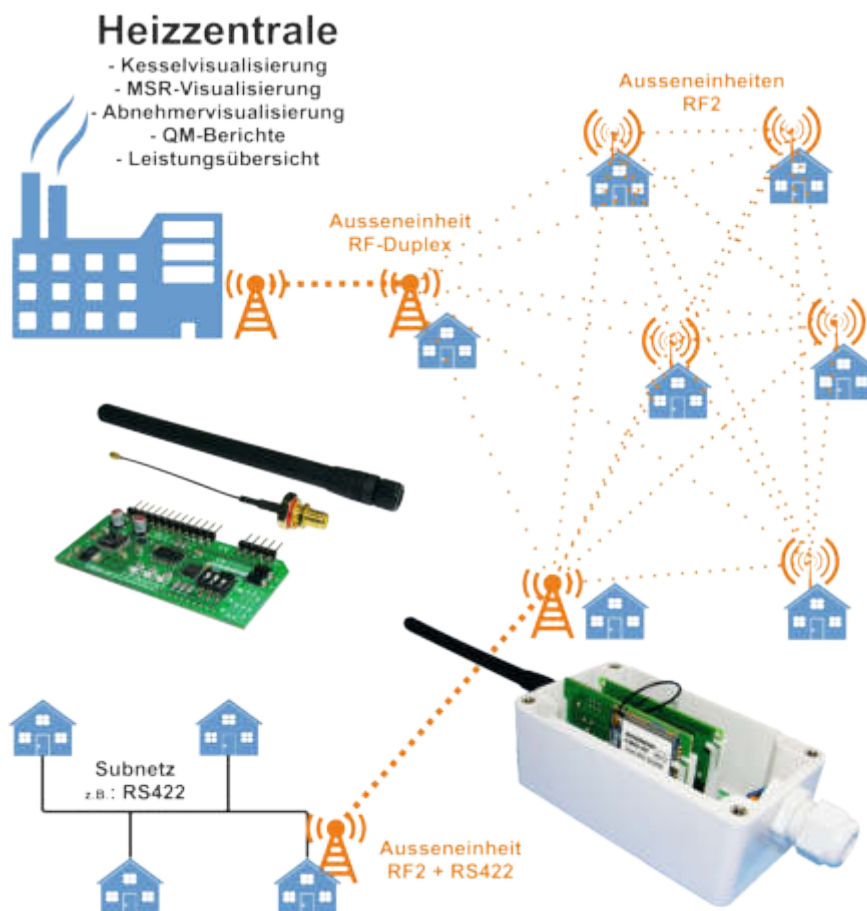 Heizzentrale
- Kesselvisualisierung
- MSR-Visualisierung
- Abnehmervisualisierung
- QM-Berichte
- Leistungsübersicht
Ausseneinheiten
RF2
Ausseneinheit
RF-Duplex
Subnetz
z.B.: RS422
Ausseneinheit
RF2 + RS422